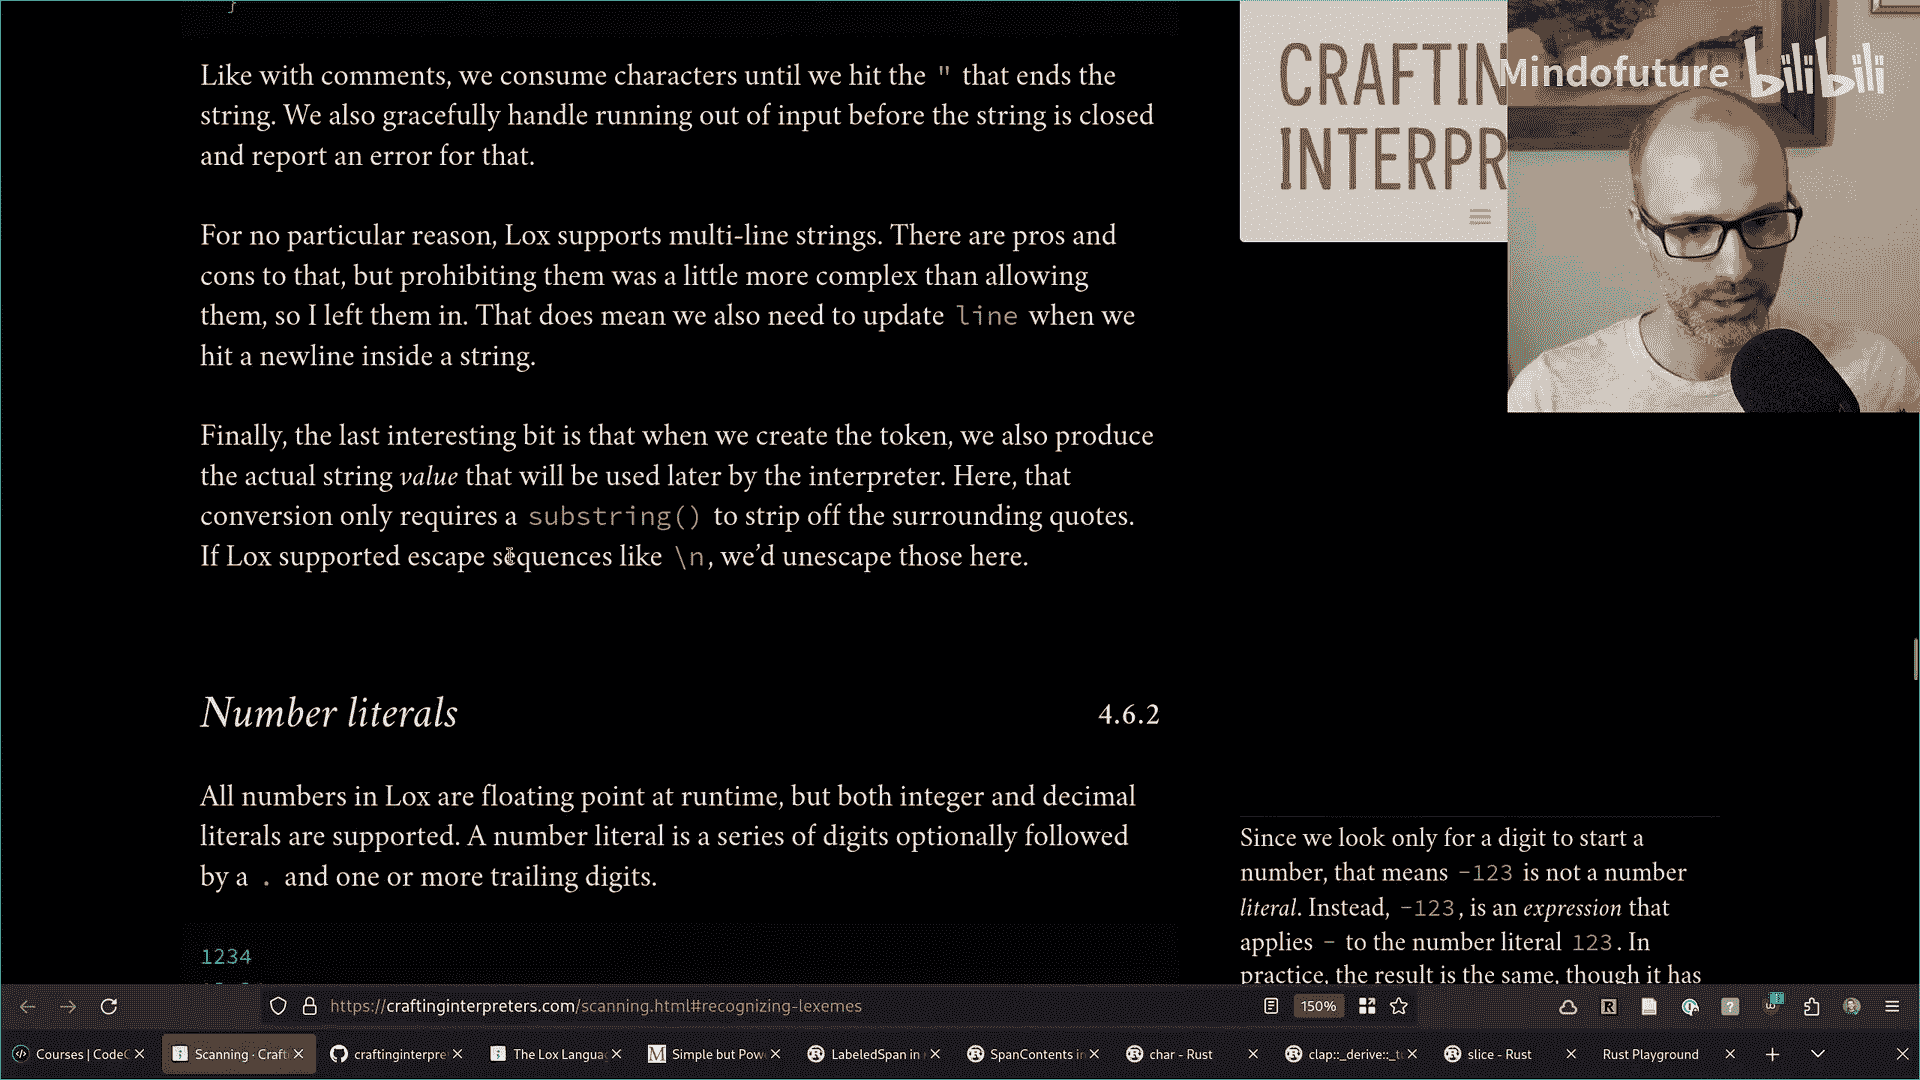 }
Like with comments, we consume characters until we hit the " that ends the
string. We also gracefully handle running out of input before the string is closed
and report an error for that.
For no particular reason, Lox supports multi-line strings. There are pros and
cons to that, but prohibiting them was a little more complex than allowing
them, so I left them in. That does mean we also need to update line when we
hit a newline inside a string.
Finally, the last interesting bit is that when we create the token, we also produce
the actual string value that will be used later by the interpreter. Here, that
conversion only requires a substring() to strip off the surrounding quotes.
If Lox supported escape sequences like \n, we’d unescape those here.
Number literals
4.6.2
All numbers in Lox are floating point at runtime, but both integer and decimal
literals are supported. A number literal is a series of digits optionally followed
by a . and one or more trailing digits.
1234
CRAFTIN
INTERPR
Mindofuture bilibili
Since we look only for a digit to start a
number, that means -123 is not a number
literal. Instead, -123, is an expression that
applies - to the number literal 123. In
practice, the result is the same, though it has
https://craftinginterpreters.com/scanning.html#recognizing-lexemes
150%
Courses | Code
Scanning · Craft
craftinginterpre
The Lox Langua
Simple but Pow
LabeledSpan in
SpanContents i
char - Rust
clap::_derive::_t
slice - Rust
Rust Playground